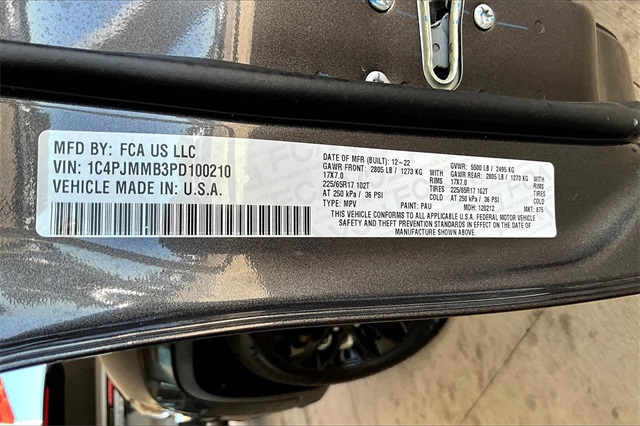 MFD BY: FCA US LLC
VIN: 1C4PJMMB3PD100210
VEHICLE MADE IN: U.S.A.
DATE OF MFR (BUILT): 12-22 GVWR: 5500 LB / 2495 KG
GAWR FRONT: 2805 LB / 1273 KG WITH GAWR REAR: 2805 LB / 1273 KG WITH
17X7.0 RIMS 17X7.0 RIMS
225/65R17 102T TIRES 225/65R17 102T TIRES
AT 250 kPa / 36 PSI COLD AT 250 kPa / 36 PSI COLD
TYPE: MPV PAINT: PAU MDH: 120212 MKT: 875
THIS VEHICLE CONFORMS TO ALL APPLICABLE U.S.A. FEDERAL MOTOR VEHICLE
SAFETY AND THEFT PREVENTION STANDARDS IN EFFECT ON THE DATE OF
MANUFACTURE SHOWN ABOVE.